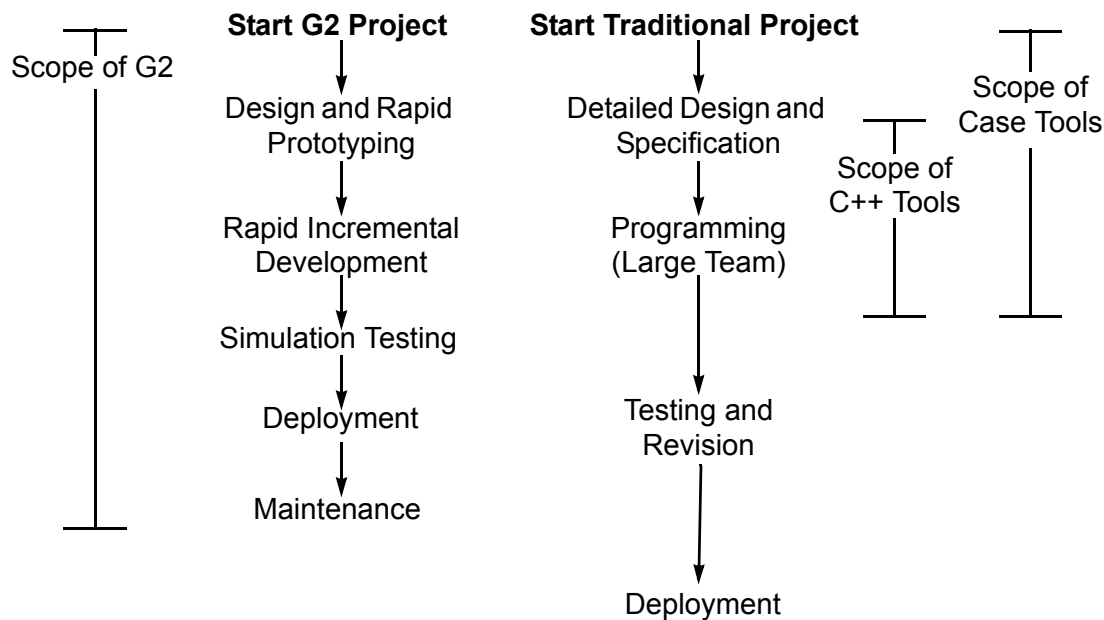 Scope of G2
Start G2 Project
Design and Rapid
Prototyping
Rapid Incremental
Development
Simulation Testing
Deployment
Maintenance
Start Traditional Project
Detailed Design and
Specification
Programming
(Large Team)
Testing and
Revision
Deployment
Scope of
C++ Tools
Scope of
Case Tools